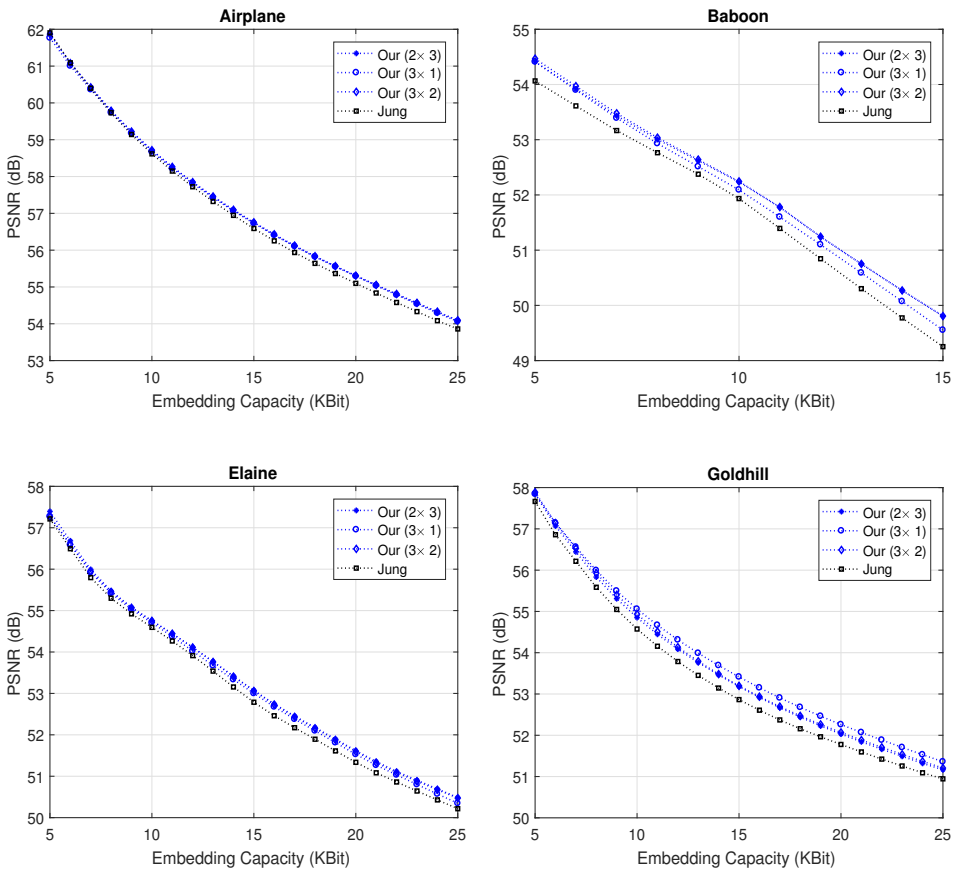 Airplane
62
61
60
59
58
57
56
55
54
53
PSNR (dB)
5
10
15
20
25
Embedding Capacity (KBit)
Our (2× 3)
Our (3× 1)
Our (3× 2)
Jung
Baboon
55
54
53
52
51
50
49
PSNR (dB)
5
10
15
Embedding Capacity (KBit)
Our (2× 3)
Our (3× 1)
Our (3× 2)
Jung
Elaine
58
57
56
55
54
53
52
51
50
PSNR (dB)
5
10
15
20
25
Embedding Capacity (KBit)
Our (2× 3)
Our (3× 1)
Our (3× 2)
Jung
Goldhill
58
57
56
55
54
53
52
51
50
PSNR (dB)
5
10
15
20
25
Embedding Capacity (KBit)
Our (2× 3)
Our (3× 1)
Our (3× 2)
Jung